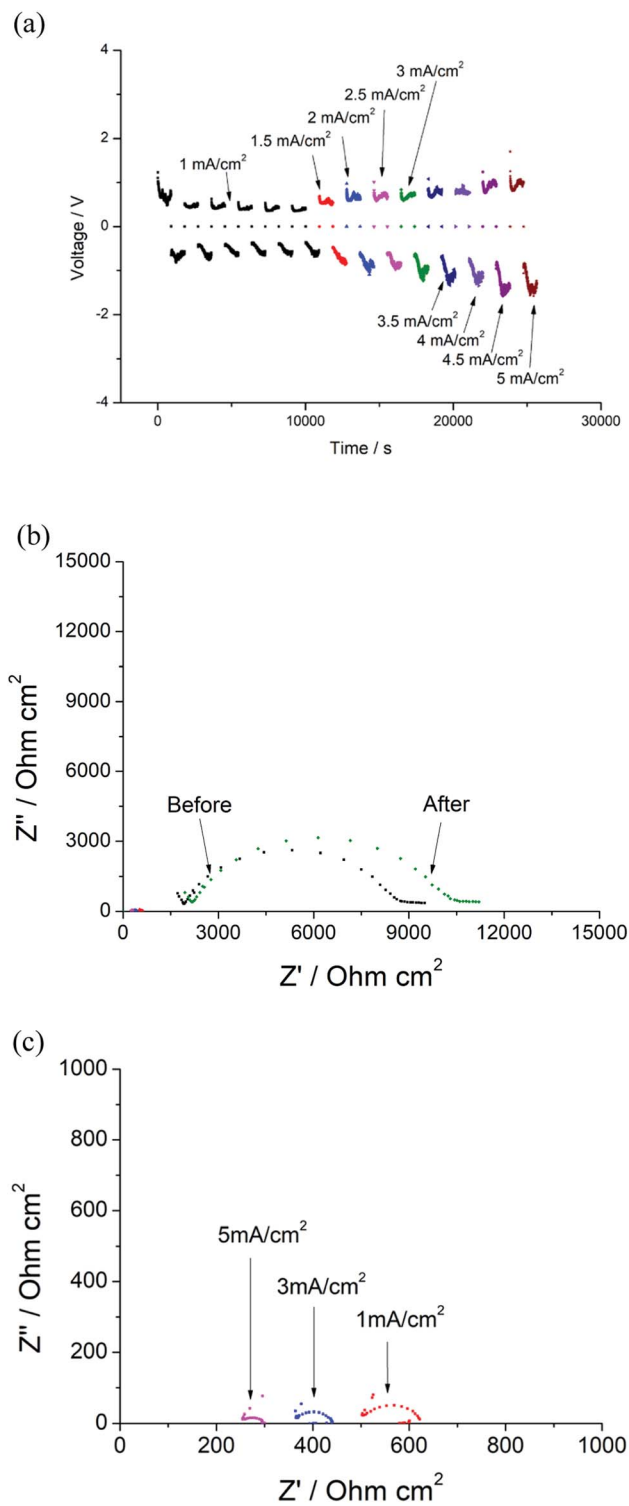 (a)
4
3 mA/cm²
2.5 mA/cm²
2 mA/cm²
1.5 mA/cm²
2
1 mA/cm²
Voltage / V
0
-2
3.5 mA/cm²
4 mA/cm²
4.5 mA/cm²
5 mA/cm²
-4
0 10000 20000 30000
Time / s
(b)
15000
12000
9000
Z" / Ohm cm²
6000
Before After
3000
0
0 3000 6000 9000 12000 15000
Z' / Ohm cm²
(c)
1000
800
600
Z" / Ohm cm²
5mA/cm²
400
3mA/cm²
1mA/cm²
200
0
0 200 400 600 800 1000
Z' / Ohm cm²